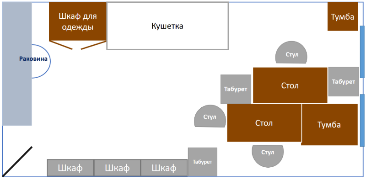 Шкаф для
одежды
Кушетка
Тумба
Раковина
Стул
Табурет
Стол
Табурет
Стул
Стол
Тумба
Стул
Табурет
Шкаф
Шкаф
Шкаф